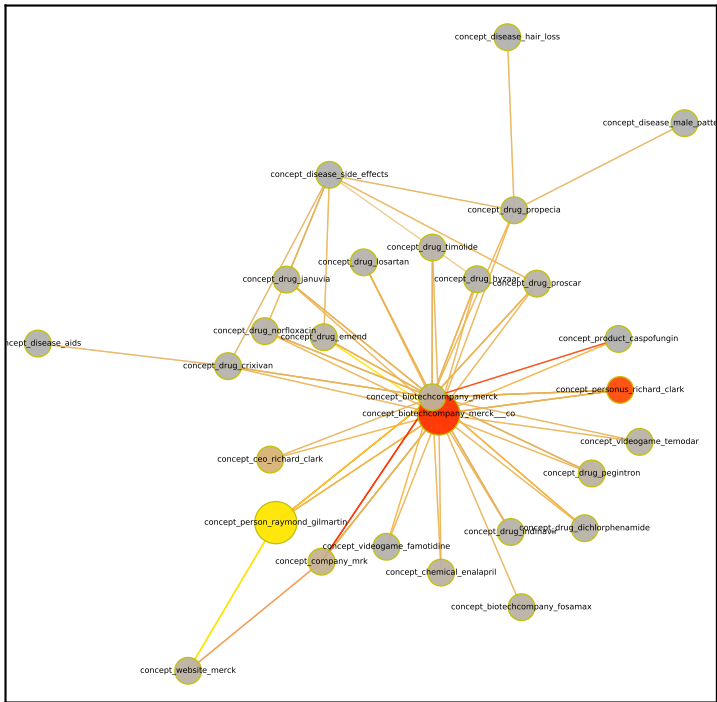 concept_disease_hair_loss
concept_disease_male_patte
concept_disease_side_effects
concept_drug_propecia
concept_drug_timolide
concept_drug_losartan
concept_drug_januvia
concept_drug_hyzaar
concept_drug_proscar
concept_drug_norfloxacin
concept_drug_emend
concept_product_caspofungin
ncept_disease_aids
concept_drug_crixivan
concept_personus_richard_clark
concept_biotechcompany_merck
concept_biotechcompany_merck___co
concept_videogame_temodar
concept_ceo_richard_clark
concept_drug_pegintron
concept_person_raymond_gilmartin
concept_drug_indinavir
concept_drug_dichlorphenamide
concept_videogame_famotidine
concept_company_mrk
concept_chemical_enalapril
concept_biotechcompany_fosamax
concept_website_merck